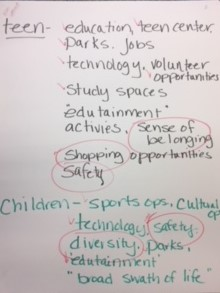 teen - education, teen center.
parks. jobs
technology. volunteer
opportunities
study spaces
"edutainment"
activies. sense of
belonging
shopping opportunities
safety
Children - sports ops. Cultural
op
technology. safety.
diversity. parks.
"edutainment"
"broad swath of life"